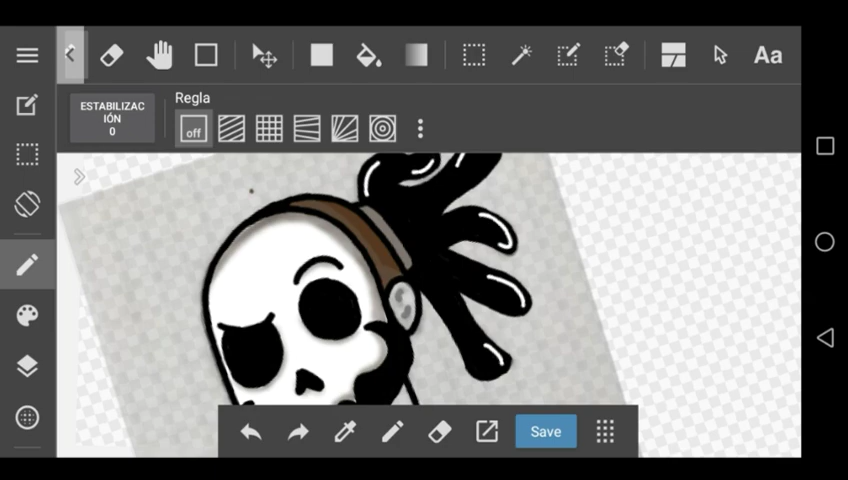 Aa
ESTABILIZAC
IÓN
0
Regla
off
Save